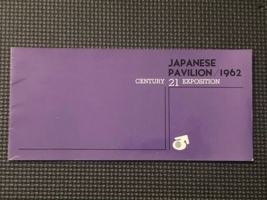 JAPANESE
PAVILION / 1962
CENTURY 21 EXPOSITION